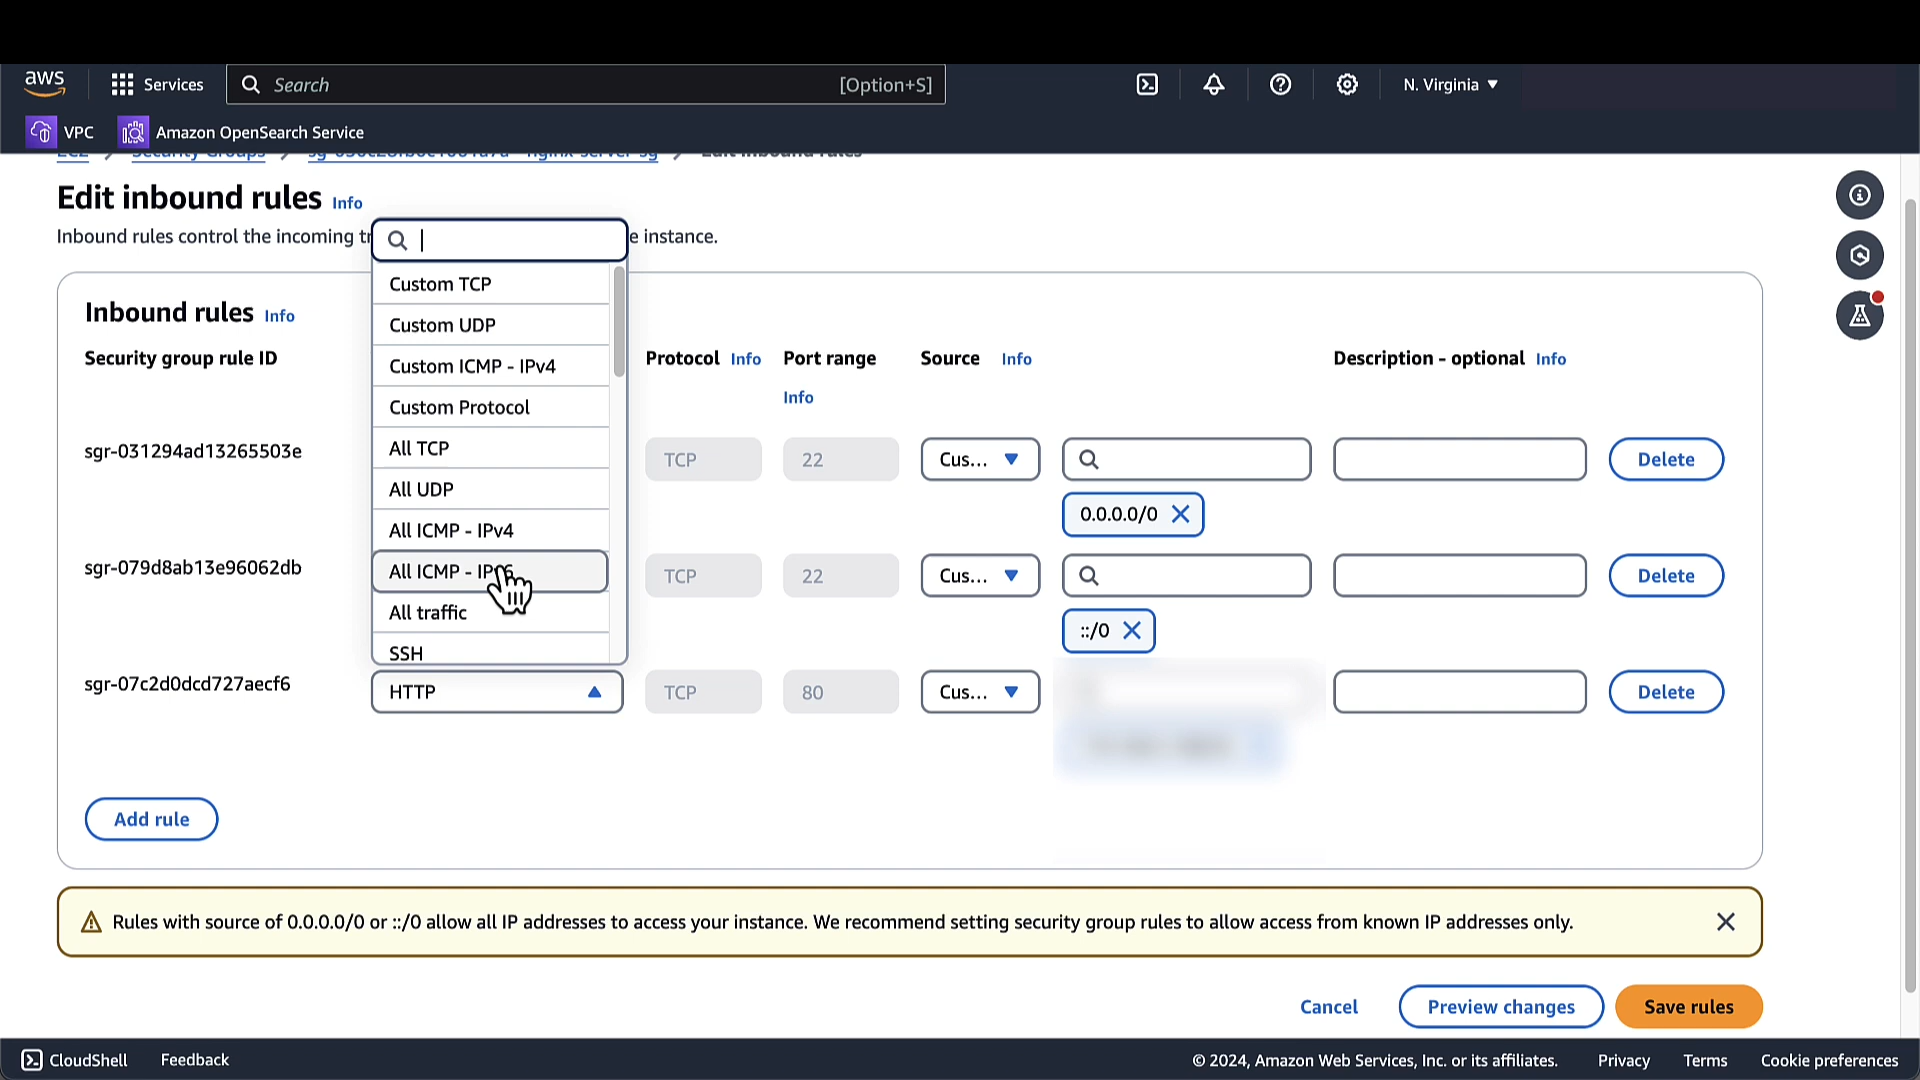 aws
Services
Search
[Option+S]
N. Virginia
VPC
Amazon OpenSearch Service
Edit inbound rules Info
Inbound rules control the incoming
e instance.
Inbound rules Info
Security group rule ID
Protocol Info
Port range
Info
Source Info
Description - optional Info
Custom TCP
Custom UDP
Custom ICMP - IPv4
Custom Protocol
All TCP
All UDP
All ICMP - IPv4
All ICMP - IPv6
All traffic
SSH
sgr-031294ad13265503e
TCP
22
Cus...
0.0.0.0/0
Delete
sgr-079d8ab13e96062db
TCP
22
Cus...
::/0
Delete
sgr-07c2d0dcd727aecf6
HTTP
TCP
80
Cus...
Delete
Add rule
Rules with source of 0.0.0.0/0 or ::/0 allow all IP addresses to access your instance. We recommend setting security group rules to allow access from known IP addresses only.
Cancel
Preview changes
Save rules
CloudShell
Feedback
© 2024, Amazon Web Services, Inc. or its affiliates.
Privacy
Terms
Cookie preferences